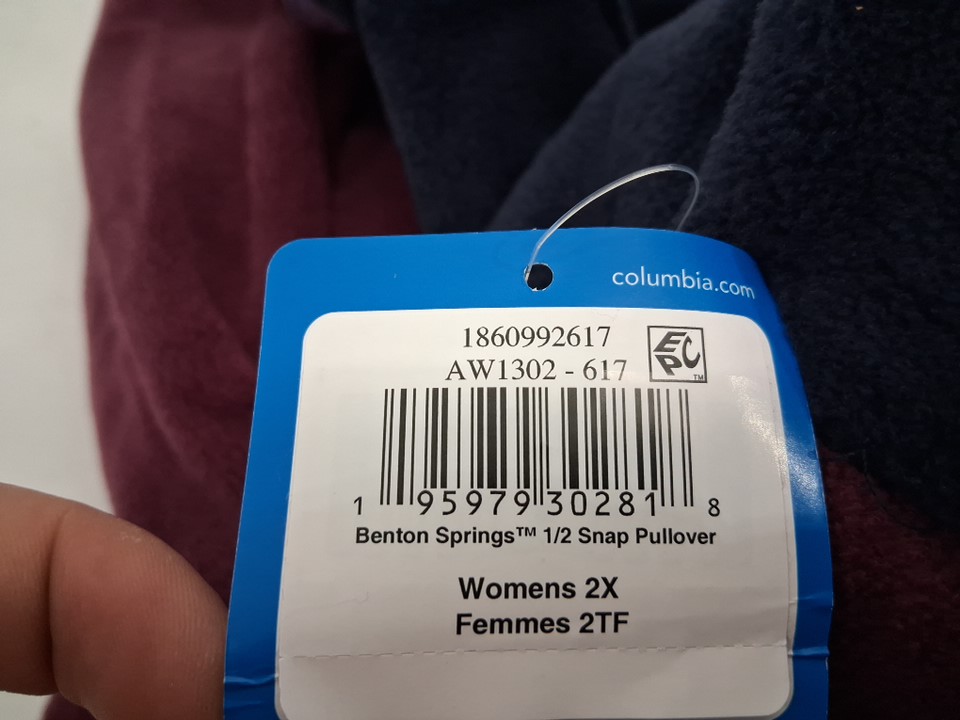 columbia.com
1860992617
AW1302 - 617
EPC™
1 95979 30281 8
Benton Springs™ 1/2 Snap Pullover
Womens 2X
Femmes 2TF